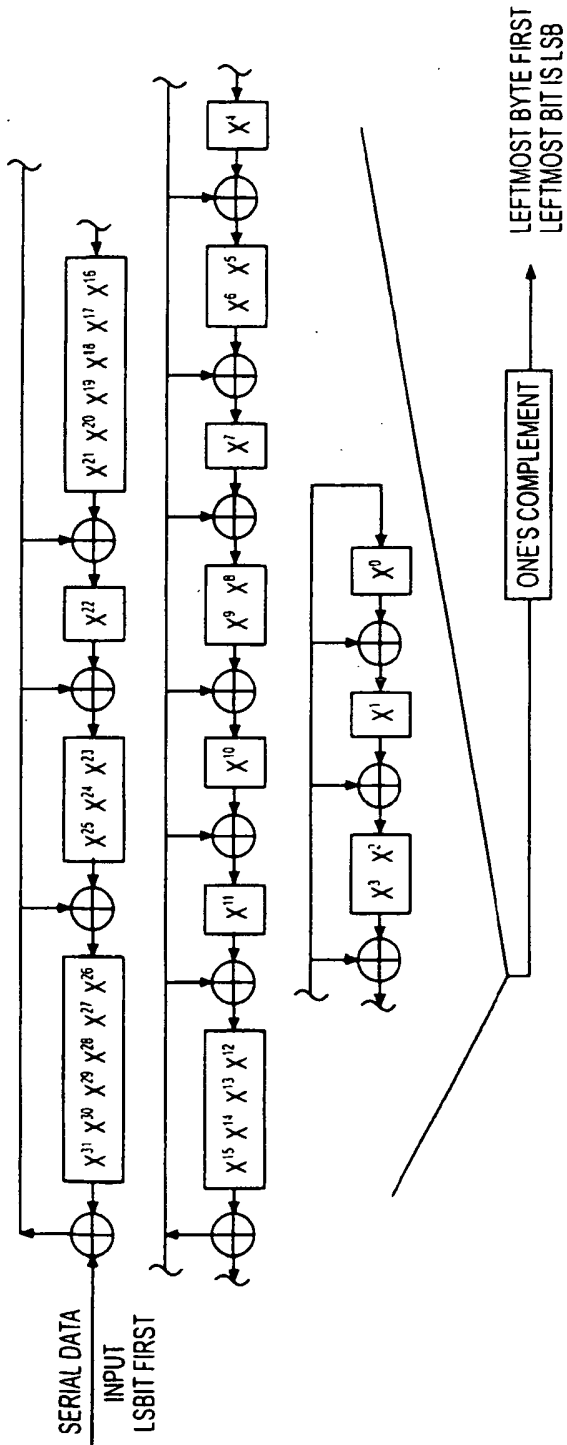 SERIAL DATA
INPUT
LSBIT FIRST
X³¹ X³⁰ X²⁹ X²⁸ X²⁷ X²⁶
X²⁵ X²⁴ X²³
X²²
X²¹ X²⁰ X¹⁹ X¹⁸ X¹⁷ X¹⁶
X¹⁵ X¹⁴ X¹³ X¹²
X¹¹
X¹⁰
X⁹ X⁸
X⁷
X⁶ X⁵
X⁴
X³ X²
X¹
X⁰
ONE'S COMPLEMENT
LEFTMOST BYTE FIRST
LEFTMOST BIT IS LSB